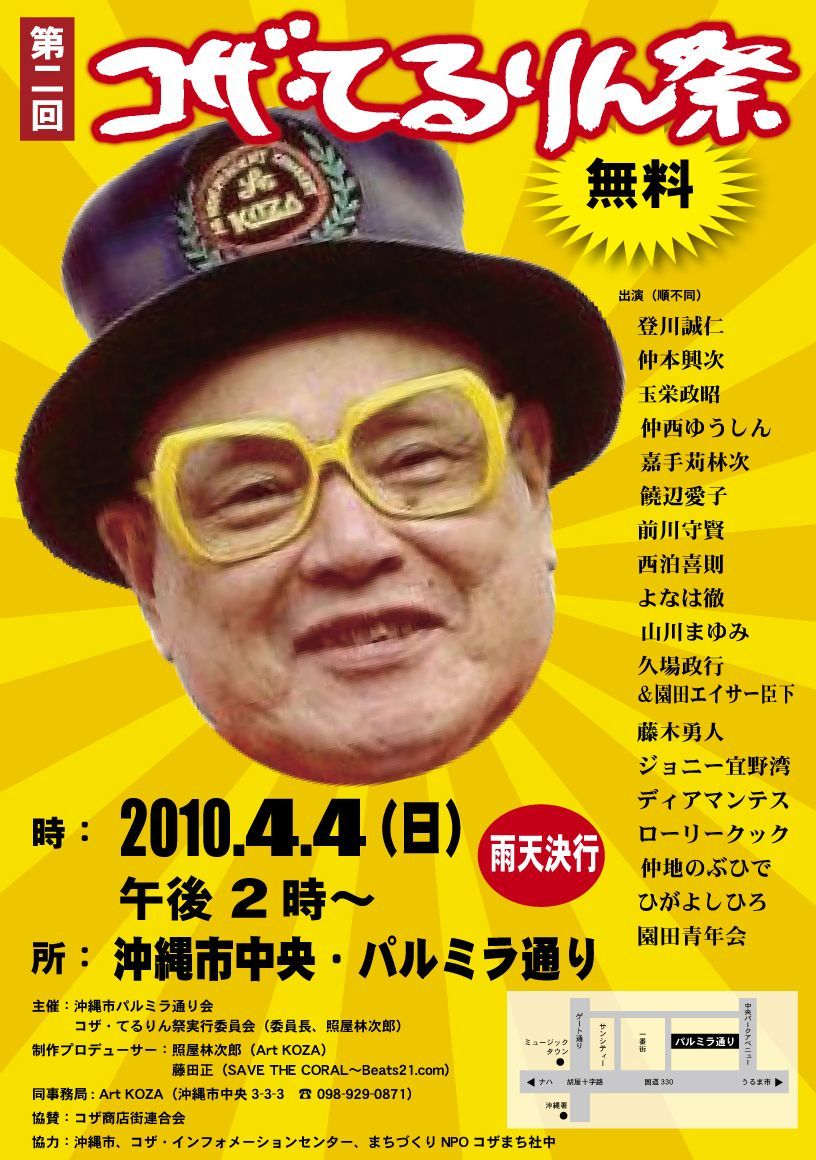 第二回
コザ・てるりん祭
無料
KOZA
出演（順不同）
登川誠仁
仲本興次
玉栄政昭
仲西ゆうしん
嘉手苅林次
饒辺愛子
前川守賢
西泊喜則
よなは徹
山川まゆみ
久場政行
＆園田エイサー臣下
藤木勇人
ジョニー宜野湾
ディアマンテス
ローリークック
仲地のぶひで
ひがよしひろ
園田青年会
時： 2010.4.4（日）
午後 2 時～
雨天決行
所： 沖縄市中央・パルミラ通り
主催：沖縄市パルミラ通り会
コザ・てるりん祭実行委員会（委員長、照屋林次郎）
制作プロデューサー：照屋林次郎（Art KOZA）
藤田正（SAVE THE CORAL～Beats21.com）
同事務局：Art KOZA（沖縄市中央 3-3-3　☎ 098-929-0871）
協賛：コザ商店街連合会
協力：沖縄市、コザ・インフォメーションセンター、まちづくり NPO コザまち社中
ミュージック
タウン
ゲート通り
サンシティー
一番街
パルミラ通り
中央パークアベニュー
◀ ナハ　胡屋十字路　国道 330　うるま市 ▶
沖縄署